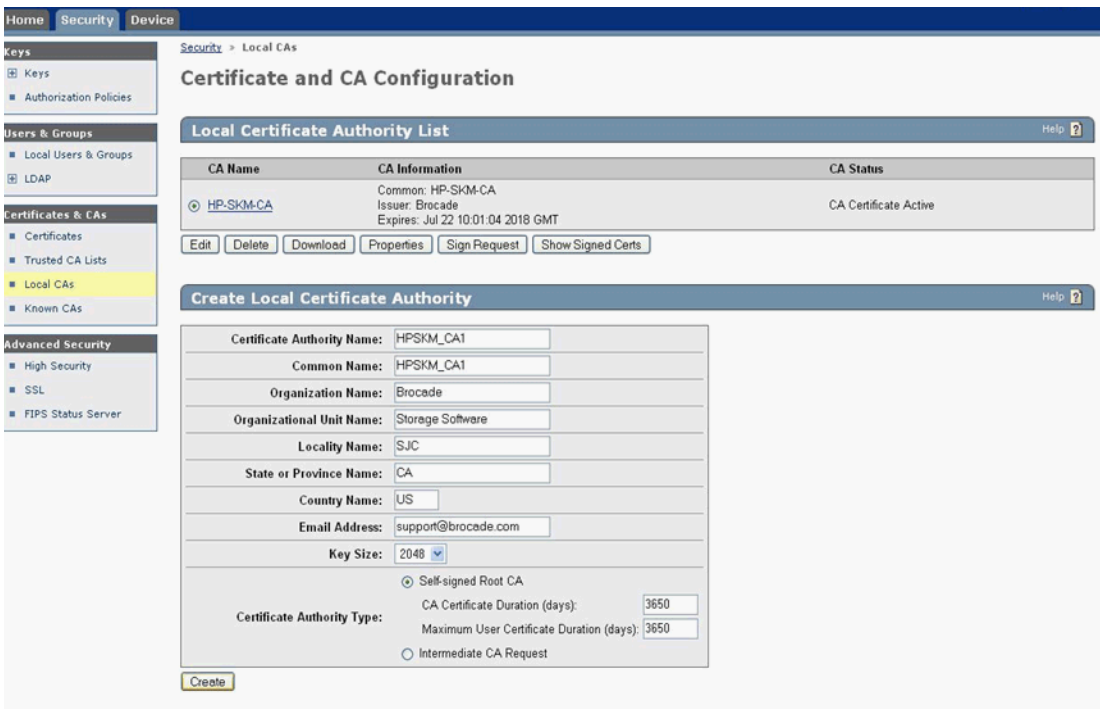 Home Security Device
Keys
Keys
Authorization Policies
Users & Groups
Local Users & Groups
LDAP
Certificates & CAs
Certificates
Trusted CA Lists
Local CAs
Known CAs
Advanced Security
High Security
SSL
FIPS Status Server
Security > Local CAs
Certificate and CA Configuration
Local Certificate Authority List Help ?
CA Name CA Information CA Status
Common: HP-SKM-CA
HP-SKM-CA Issuer: Brocade CA Certificate Active
Expires: Jul 22 10:01:04 2018 GMT
Edit Delete Download Properties Sign Request Show Signed Certs
Create Local Certificate Authority Help ?
Certificate Authority Name: HPSKM_CA1
Common Name: HPSKM_CA1
Organization Name: Brocade
Organizational Unit Name: Storage Software
Locality Name: SJC
State or Province Name: CA
Country Name: US
Email Address: support@brocade.com
Key Size: 2048
Certificate Authority Type:
Self-signed Root CA
CA Certificate Duration (days): 3650
Maximum User Certificate Duration (days): 3650
Intermediate CA Request
Create